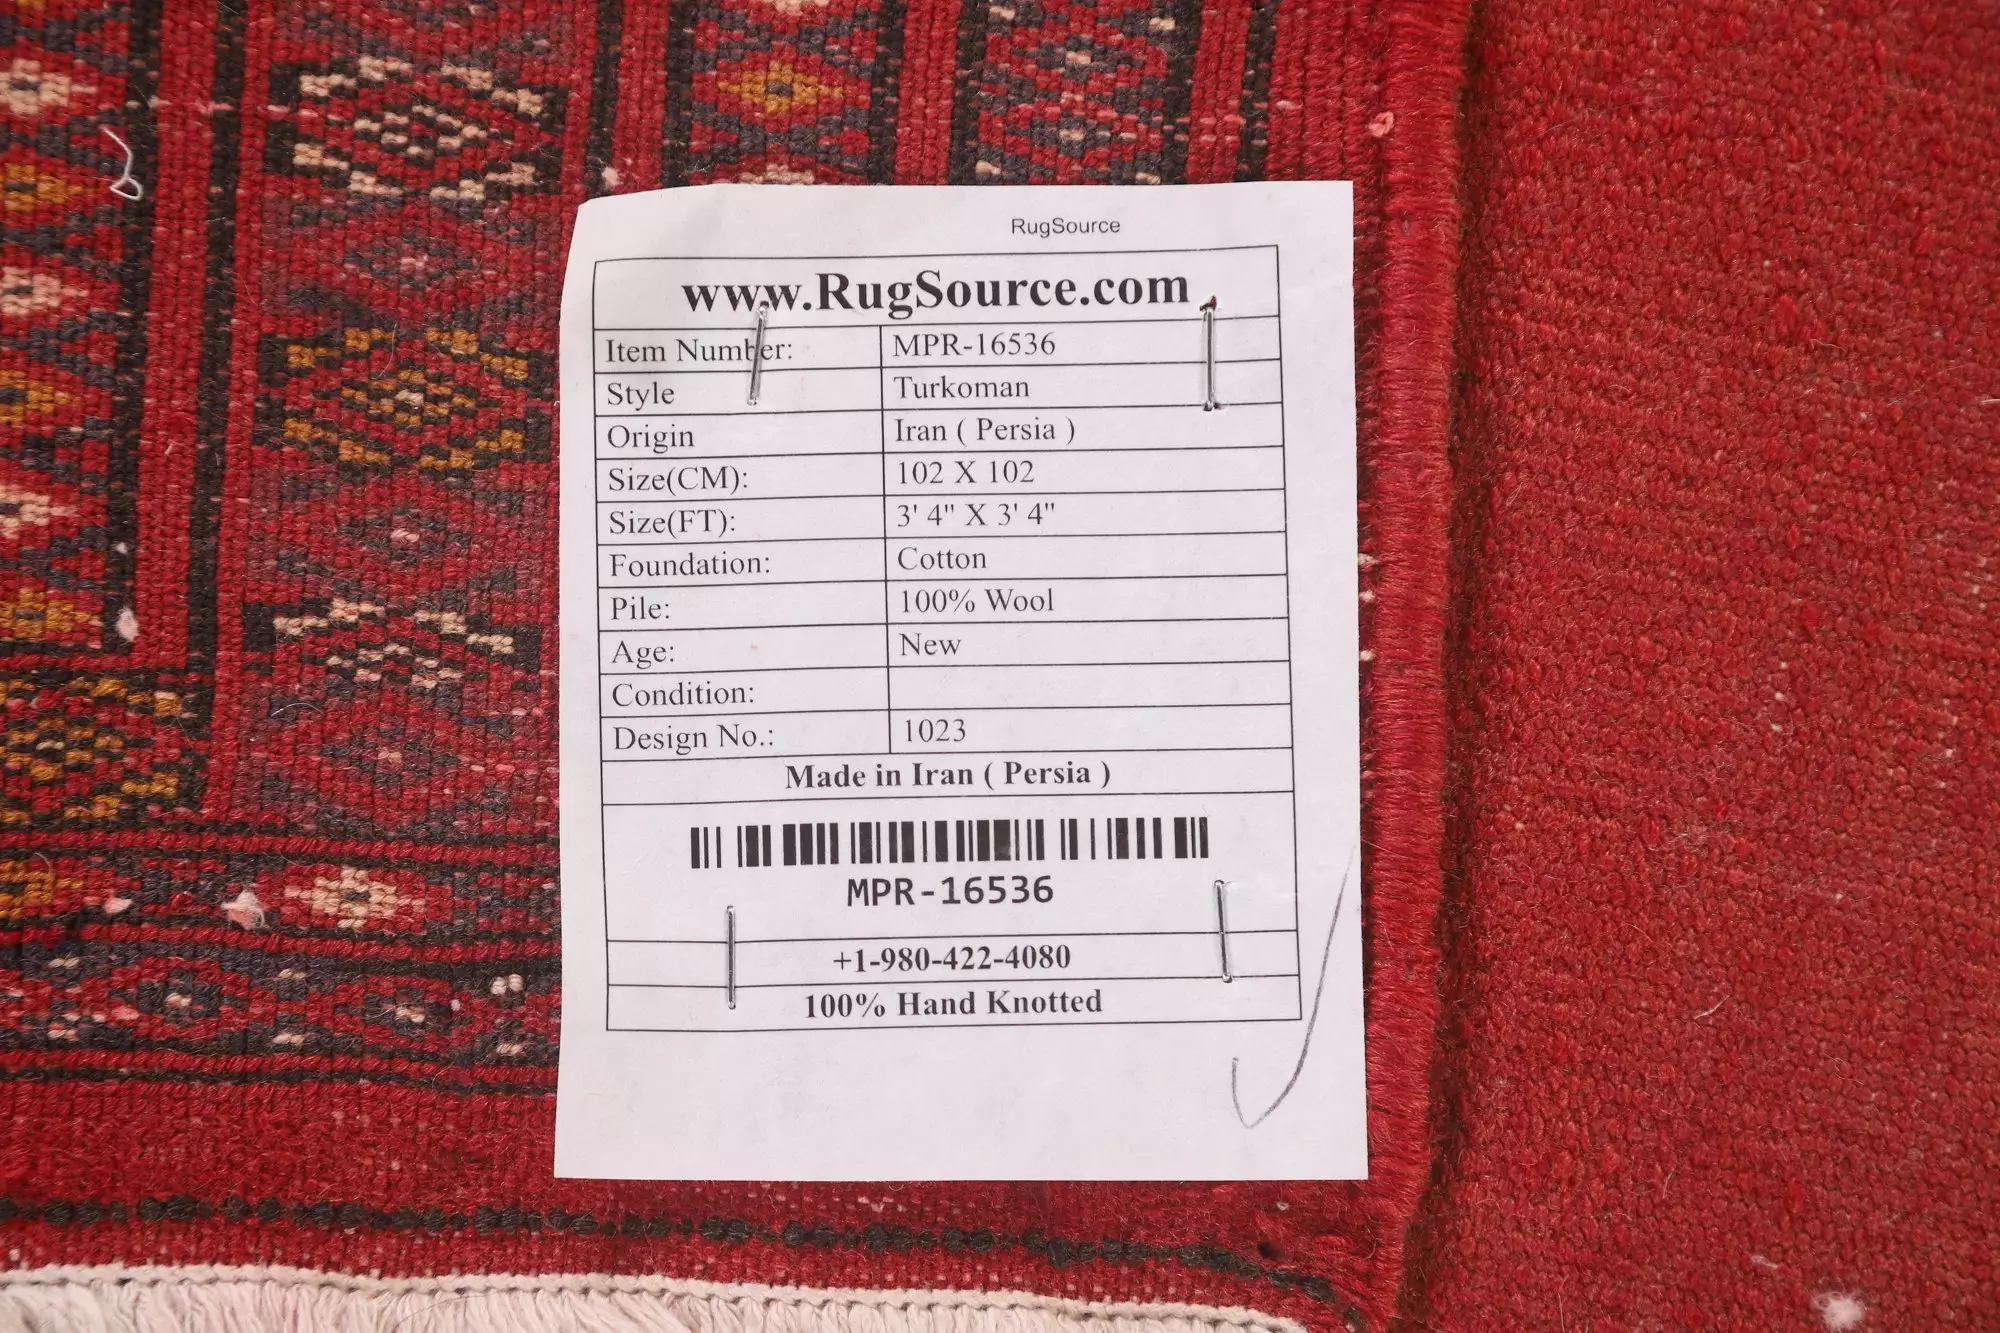 RugSource
www.RugSource.com
Item Number: MPR-16536
Style Turkoman
Origin Iran ( Persia )
Size(CM): 102 X 102
Size(FT): 3' 4" X 3' 4"
Foundation: Cotton
Pile: 100% Wool
Age: New
Condition:
Design No.: 1023
Made in Iran ( Persia )
MPR-16536
+1-980-422-4080
100% Hand Knotted